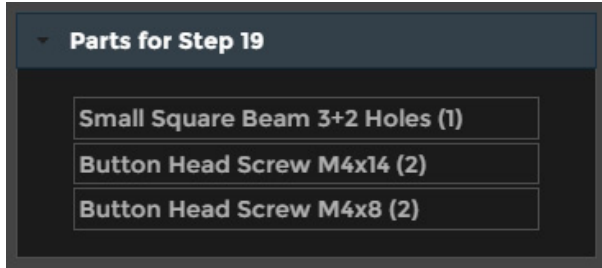 Parts for Step 19
Small Square Beam 3+2 Holes (1)
Button Head Screw M4x14 (2)
Button Head Screw M4x8 (2)